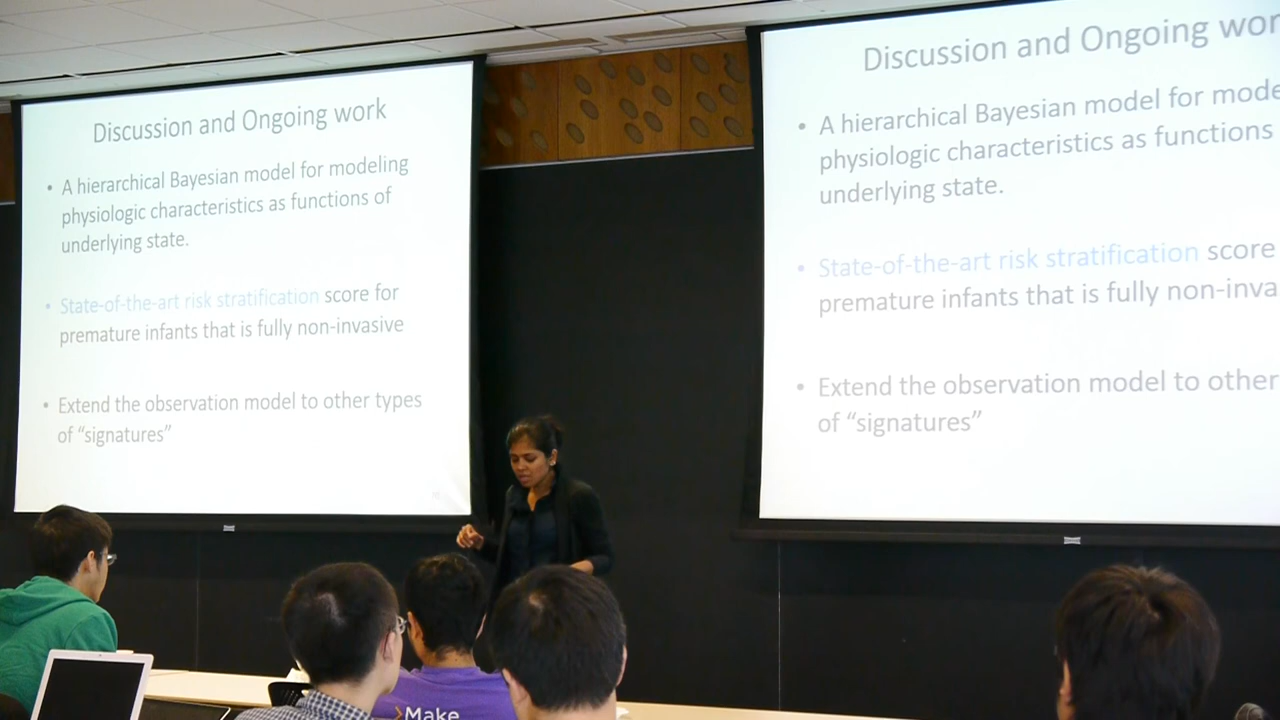 Discussion and Ongoing work
• A hierarchical Bayesian model for modeling
physiologic characteristics as functions of
underlying state.
• State-of-the-art risk stratification score for
premature infants that is fully non-invasive
• Extend the observation model to other types
of “signatures”
Discussion and Ongoing wor
• A hierarchical Bayesian model for mode
physiologic characteristics as functions
underlying state.
• State-of-the-art risk stratification score
premature infants that is fully non-inva
• Extend the observation model to other
of “signatures”
>Make